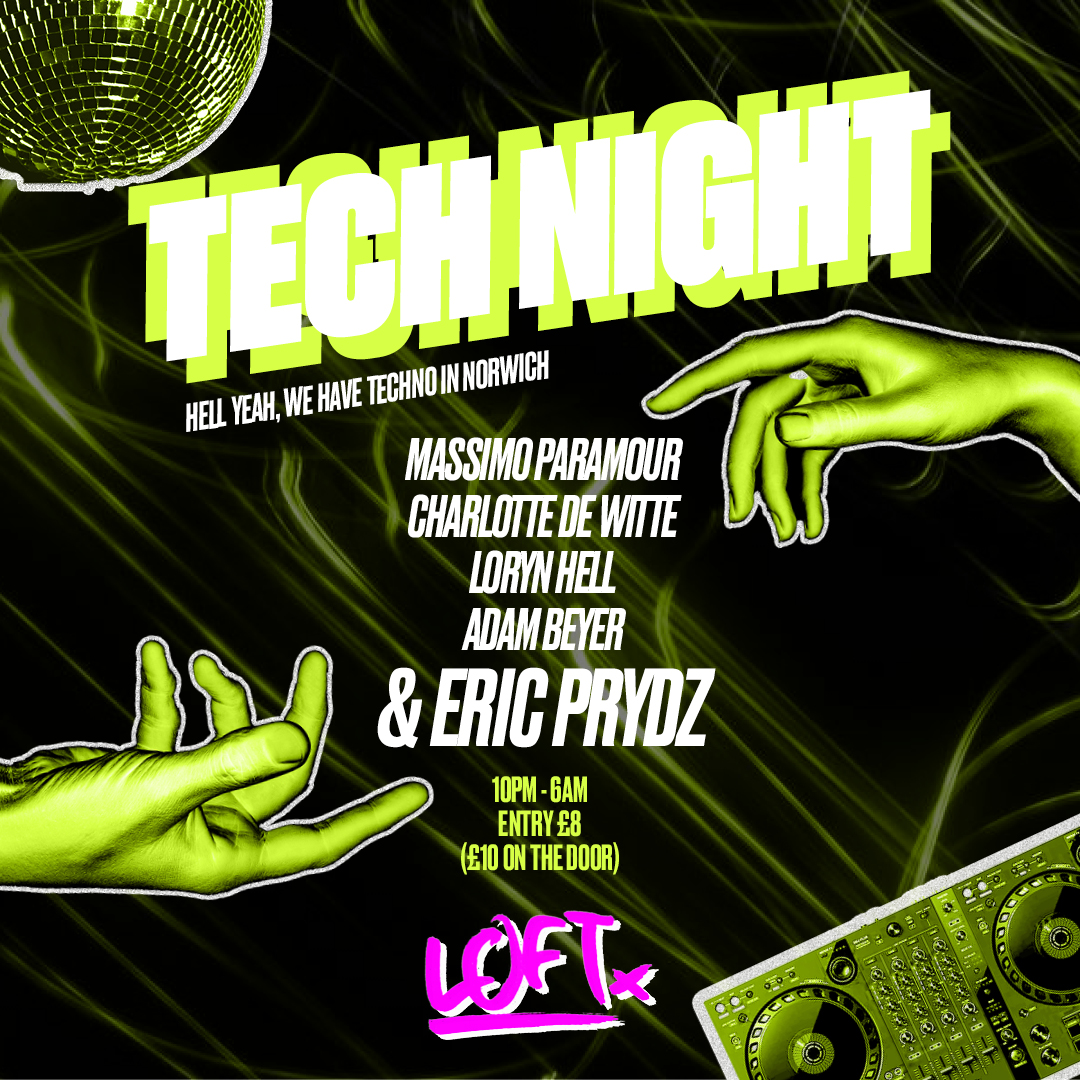 TECH NIGHT
HELL YEAH, WE HAVE TECHNO IN NORWICH
MASSIMO PARAMOUR
CHARLOTTE DE WITTE
LORYN HELL
ADAM BEYER
& ERIC PRYDZ
10PM - 6AM
ENTRY £8
(£10 ON THE DOOR)
LOFT x